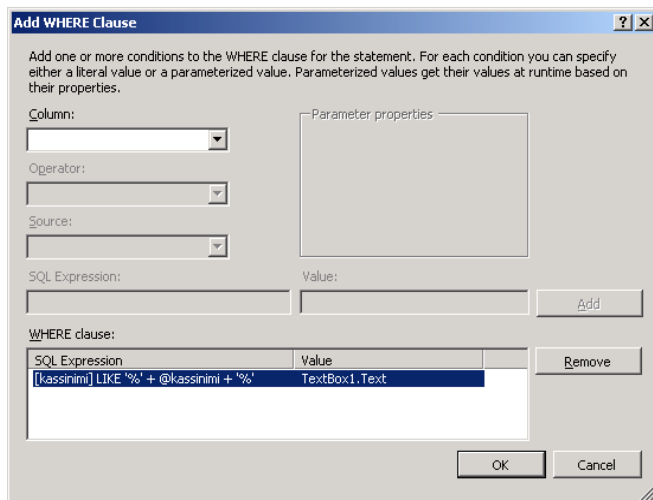 Add WHERE Clause
Add one or more conditions to the WHERE clause for the statement. For each condition you can specify
either a literal value or a parameterized value. Parameterized values get their values at runtime based on
their properties.
Column:
Parameter properties
Operator:
Source:
SQL Expression:
Value:
Add
WHERE clause:
SQL Expression Value
[kassinimi] LIKE '%' + @kassinimi + '%' TextBox1.Text
Remove
OK
Cancel